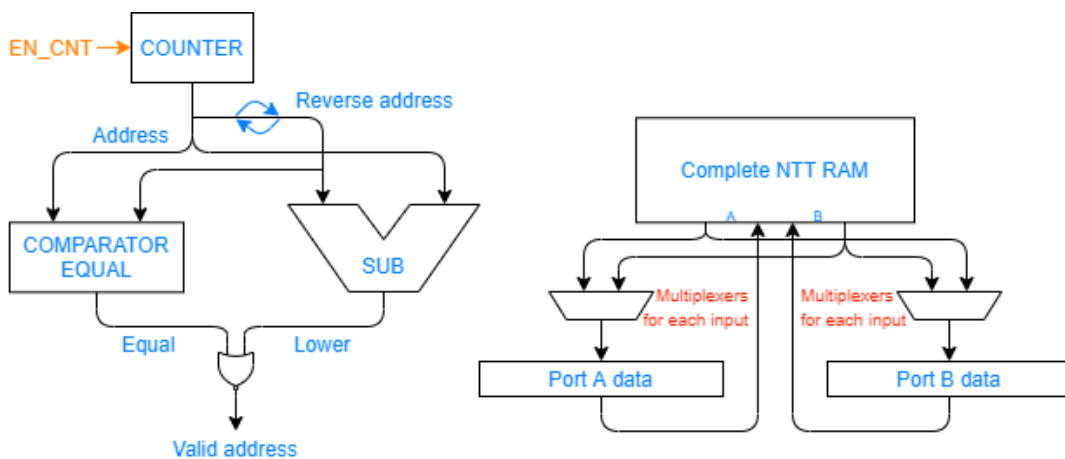 EN_CNT
COUNTER
Reverse address
Address
COMPARATOR
EQUAL
SUB
Equal
Lower
Valid address
Complete NTT RAM
A
B
Multiplexers
for each input
Multiplexers
for each input
Port A data
Port B data